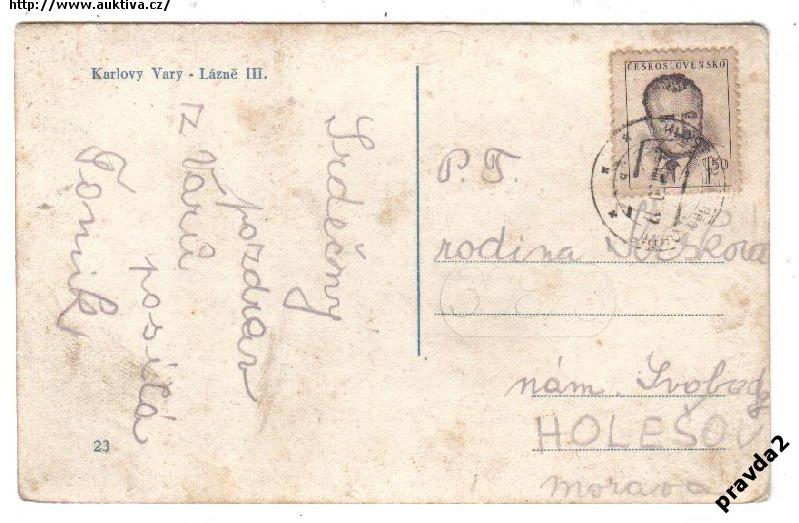 http://www.auktiva.cz/
Karlovy Vary - Lázně III.
Srdečný
pozdrav
z Varů
posílá
Toník
23
ČESKOSLOVENSKO
1,50
P. T.
rodina
nám. Svobody
HOLEŠOV
Morava
pravda2